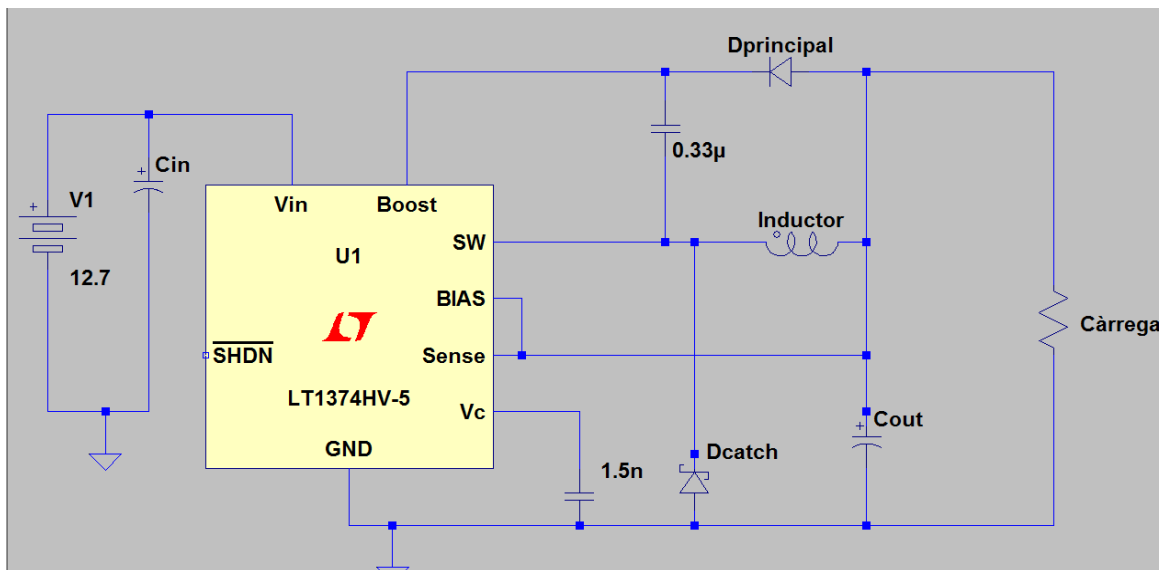 Dprincipal
Cin
0.33µ
V1
Vin
Boost
Inductor
SW
U1
12.7
BIAS
Càrrega
SHDN
Sense
LT1374HV-5
Vc
Cout
GND
Dcatch
1.5n